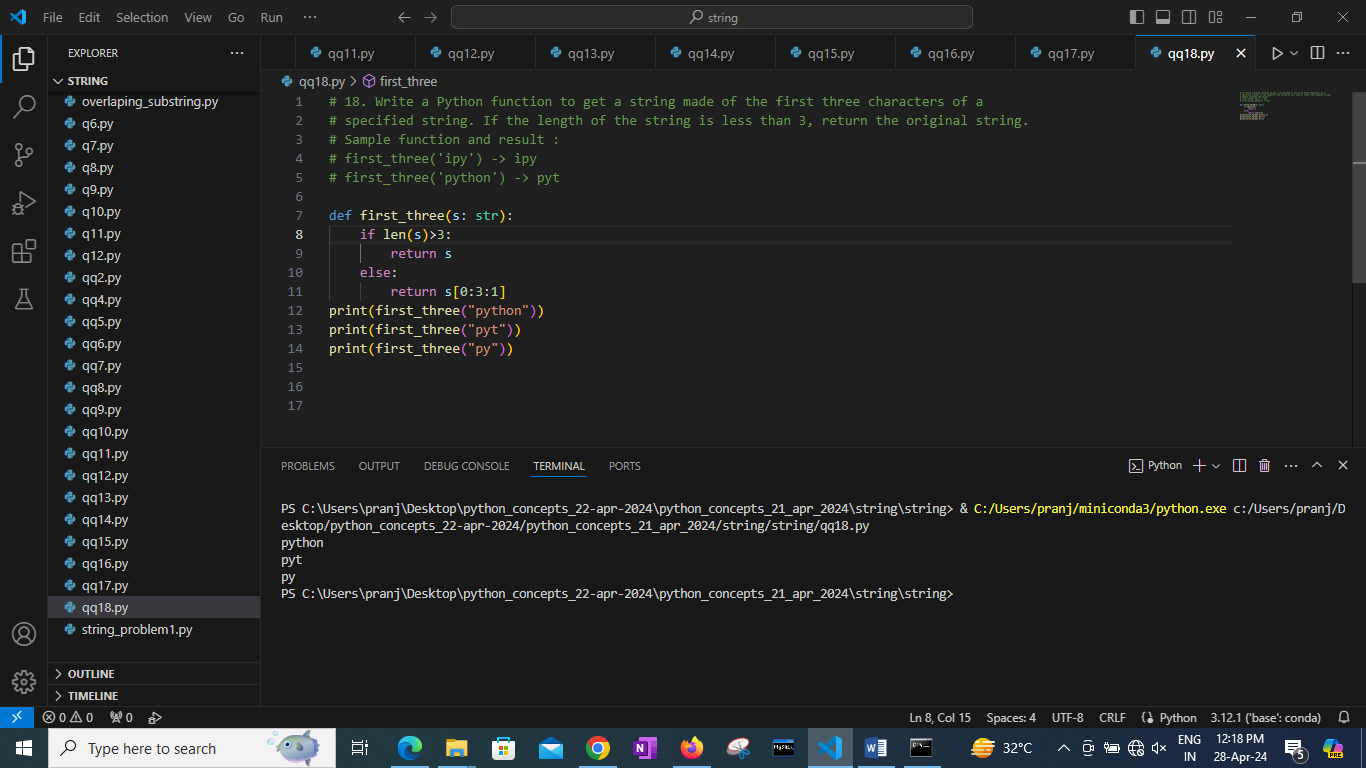 File Edit Selection View Go Run ···
string
EXPLORER ···
STRING
overlaping_substring.py
q6.py
q7.py
q8.py
q9.py
q10.py
q11.py
q12.py
qq2.py
qq4.py
qq5.py
qq6.py
qq7.py
qq8.py
qq9.py
qq10.py
qq11.py
qq12.py
qq13.py
qq14.py
qq15.py
qq16.py
qq17.py
qq18.py
string_problem1.py
OUTLINE
TIMELINE
qq11.py qq12.py qq13.py qq14.py qq15.py qq16.py qq17.py qq18.py
qq18.py > first_three
1 # 18. Write a Python function to get a string made of the first three characters of a
2 # specified string. If the length of the string is less than 3, return the original string.
3 # Sample function and result :
4 # first_three('ipy') -> ipy
5 # first_three('python') -> pyt
6
7 def first_three(s: str):
8     if len(s)>3:
9         return s
10     else:
11         return s[0:3:1]
12 print(first_three("python"))
13 print(first_three("pyt"))
14 print(first_three("py"))
15
16
17
PROBLEMS OUTPUT DEBUG CONSOLE TERMINAL PORTS
Python
PS C:\Users\pranj\Desktop\python_concepts_22-apr-2024\python_concepts_21_apr_2024\string\string> & C:/Users/pranj/miniconda3/python.exe c:/Users/pranj/D
esktop/python_concepts_22-apr-2024/python_concepts_21_apr_2024/string/string/qq18.py
python
pyt
py
PS C:\Users\pranj\Desktop\python_concepts_22-apr-2024\python_concepts_21_apr_2024\string\string>
0 0 0
Ln 8, Col 15 Spaces: 4 UTF-8 CRLF Python 3.12.1 ('base': conda)
Type here to search
32°C
ENG
IN
12:18 PM
28-Apr-24
5
PRE